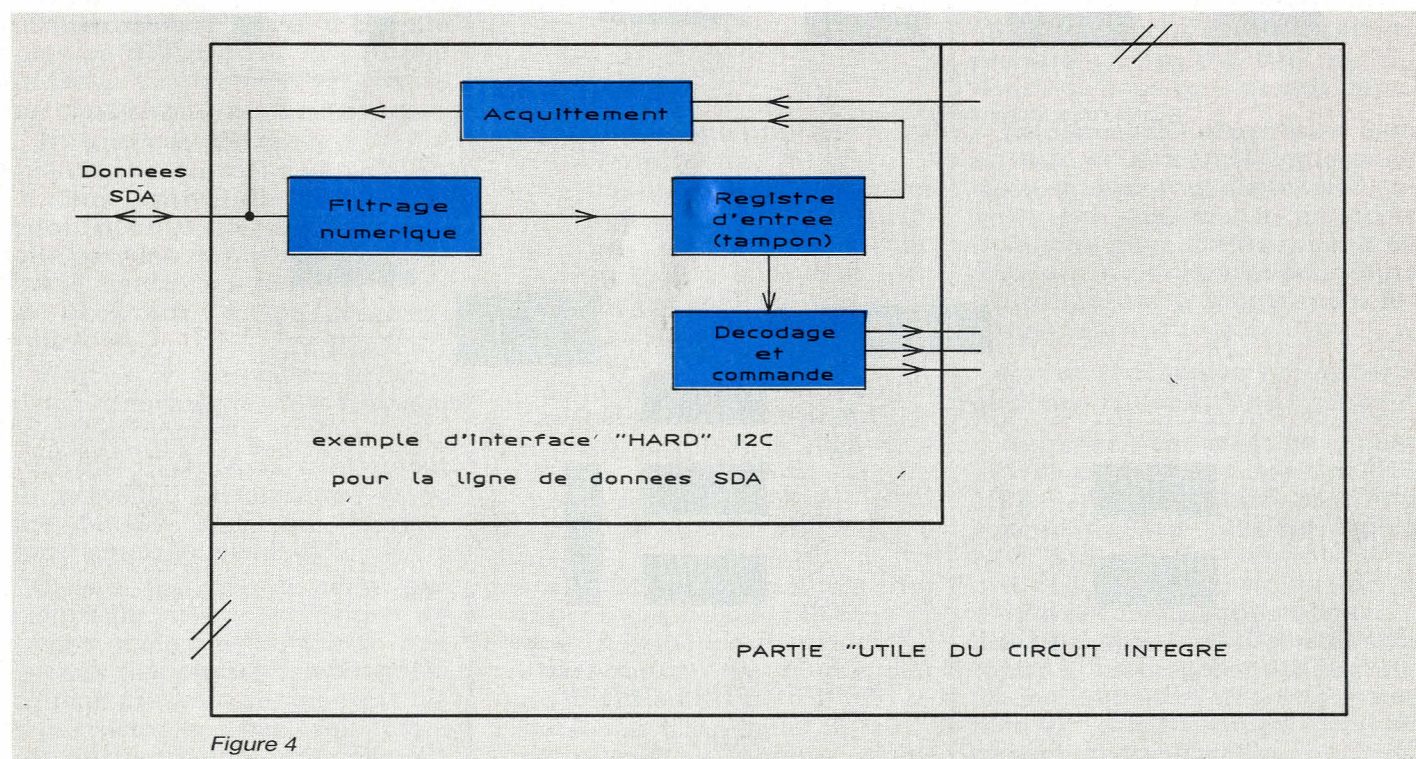 Acquittement
Donnees
SDA
Filtrage
numerique
Registre
d'entree
(tampon)
Decodage
et
commande
exemple d'interface "HARD" I2C
pour la ligne de donnees SDA
PARTIE "UTILE DU CIRCUIT INTEGRE
Figure 4